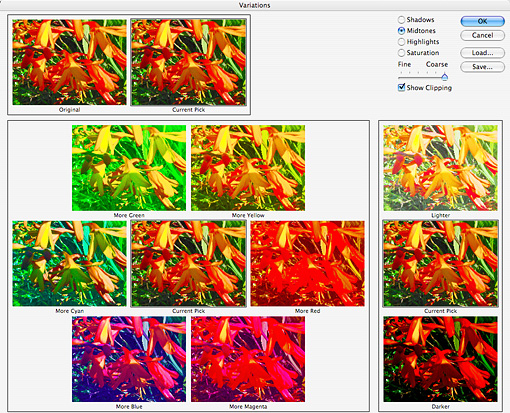 Variations
Original
Current Pick
Shadows
Midtones
Highlights
Saturation
Fine Coarse
Show Clipping
OK
Cancel
Load...
Save...
More Green
More Yellow
More Cyan
Current Pick
More Red
More Blue
More Magenta
Lighter
Current Pick
Darker